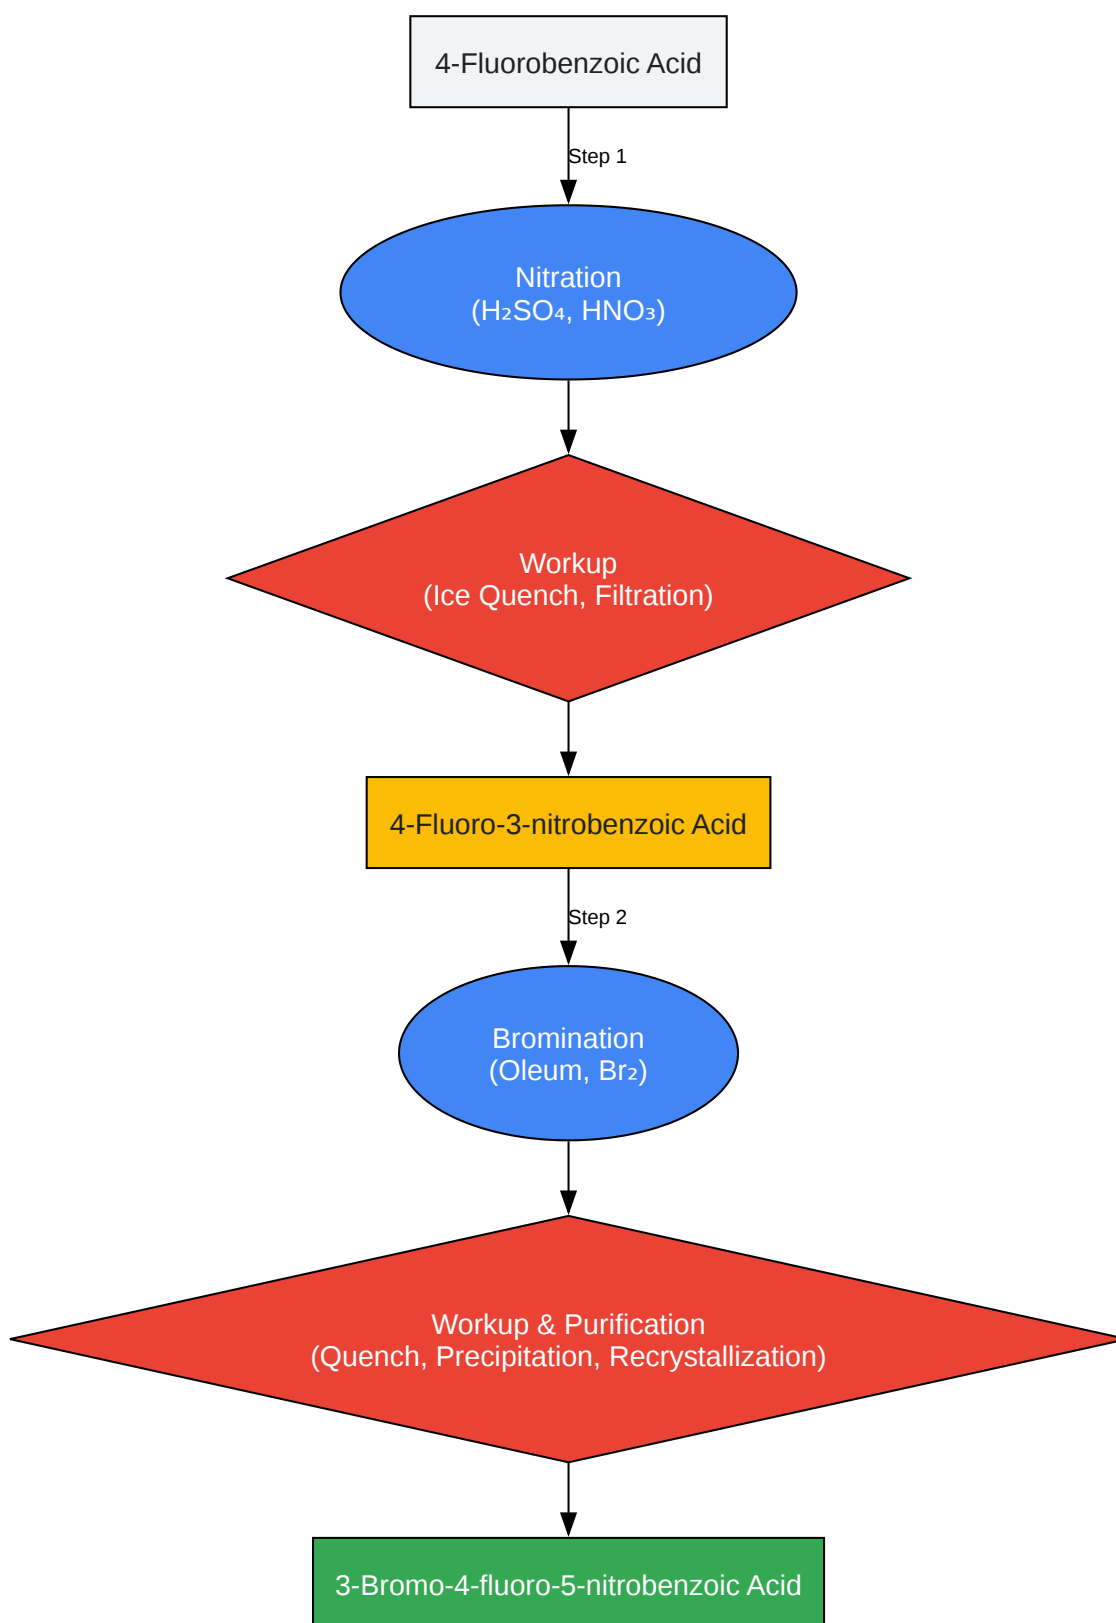 4-Fluorobenzoic Acid
Step 1
Nitration
(H₂SO₄, HNO₃)
Workup
(Ice Quench, Filtration)
4-Fluoro-3-nitrobenzoic Acid
Step 2
Bromination
(Oleum, Br₂)
Workup & Purification
(Quench, Precipitation, Recrystallization)
3-Bromo-4-fluoro-5-nitrobenzoic Acid